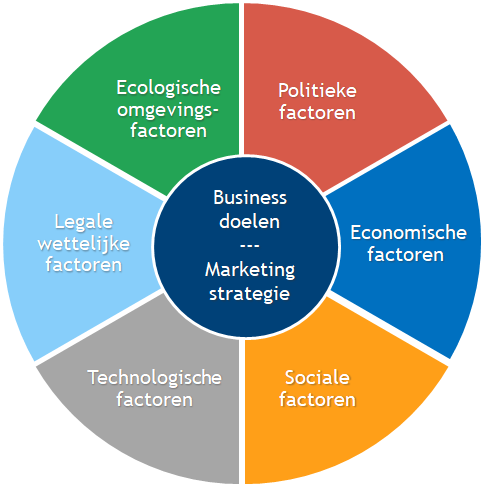 Ecologische
omgevings-
factoren
Politieke
factoren
Legale
wettelijke
factoren
Business
doelen
---
Marketing
strategie
Economische
factoren
Technologische
factoren
Sociale
factoren